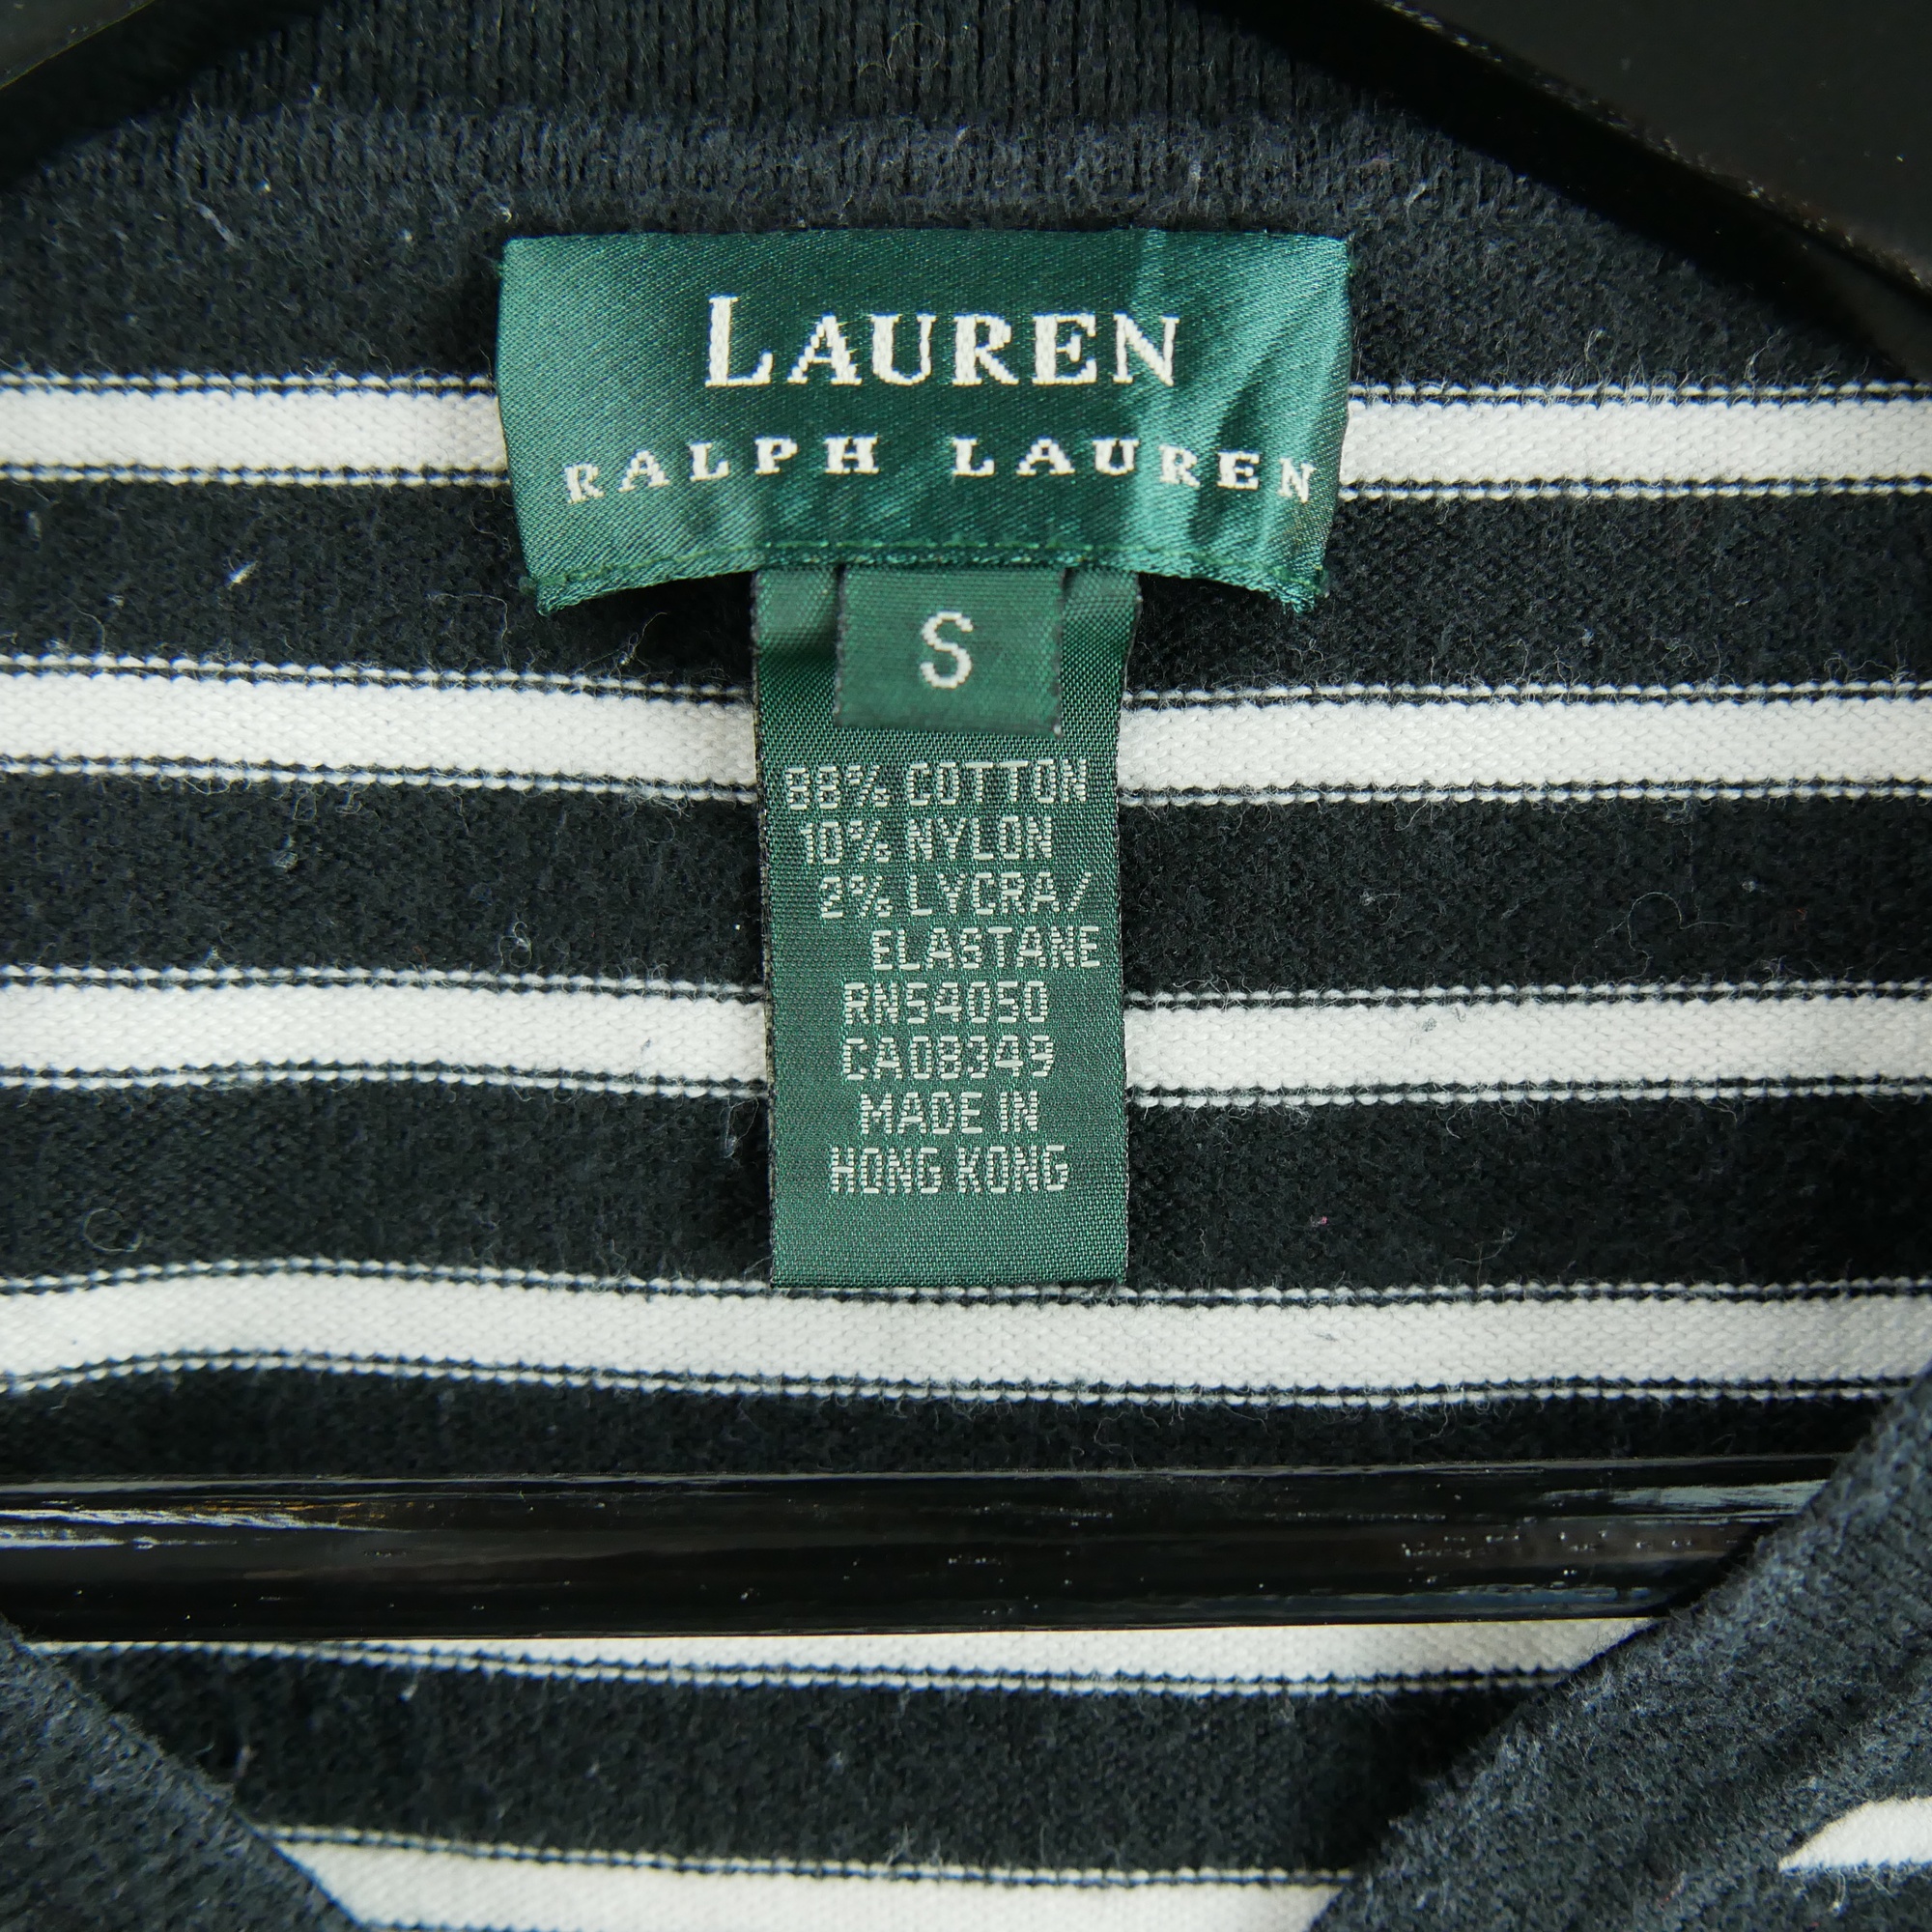 LAUREN
RALPH LAUREN
S
88% COTTON
10% NYLON
2% LYCRA/
ELASTANE
RN54050
CA08349
MADE IN
HONG KONG